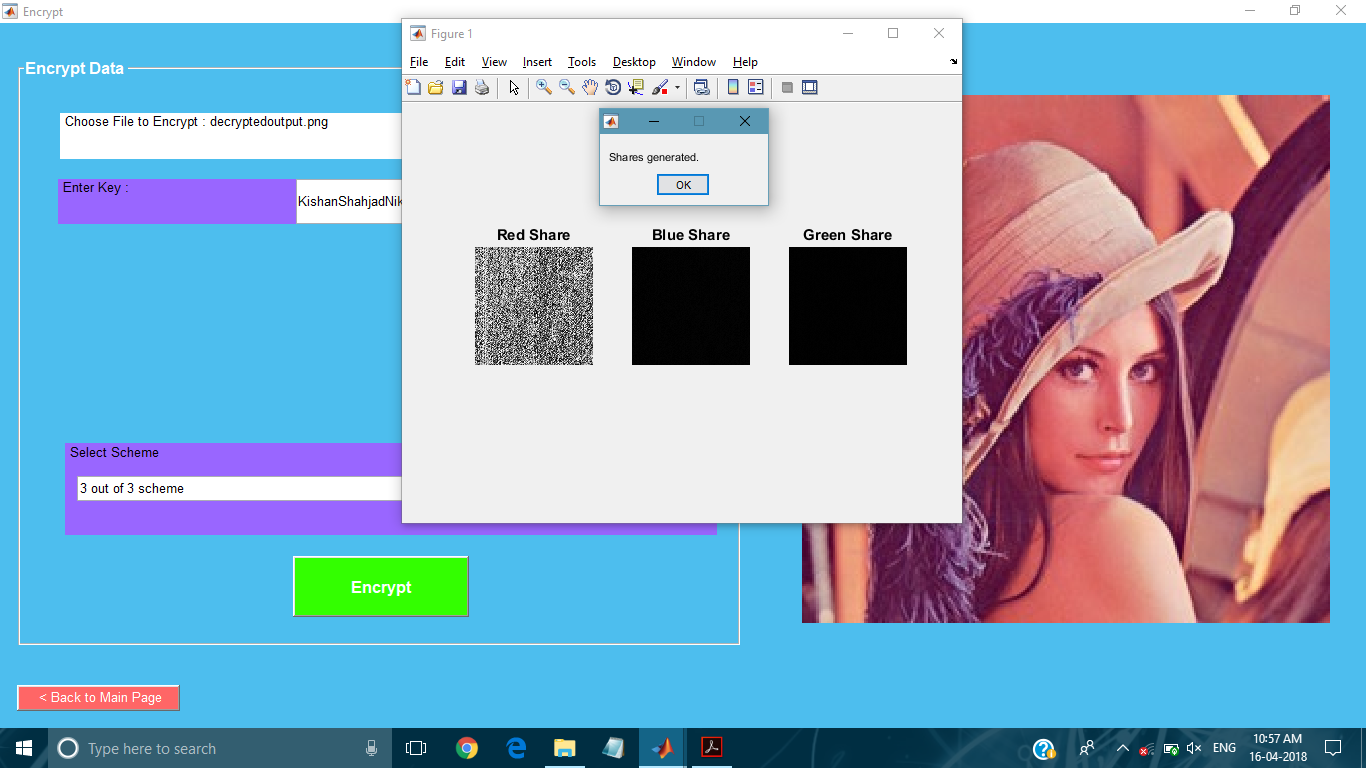 Encrypt
Encrypt Data
Choose File to Encrypt : decryptedoutput.png
Enter Key :
KishanShahjadNik
Select Scheme
3 out of 3 scheme
Encrypt
< Back to Main Page
Figure 1
File Edit View Insert Tools Desktop Window Help
Shares generated.
OK
Red Share Blue Share Green Share
Type here to search
ENG
10:57 AM
16-04-2018